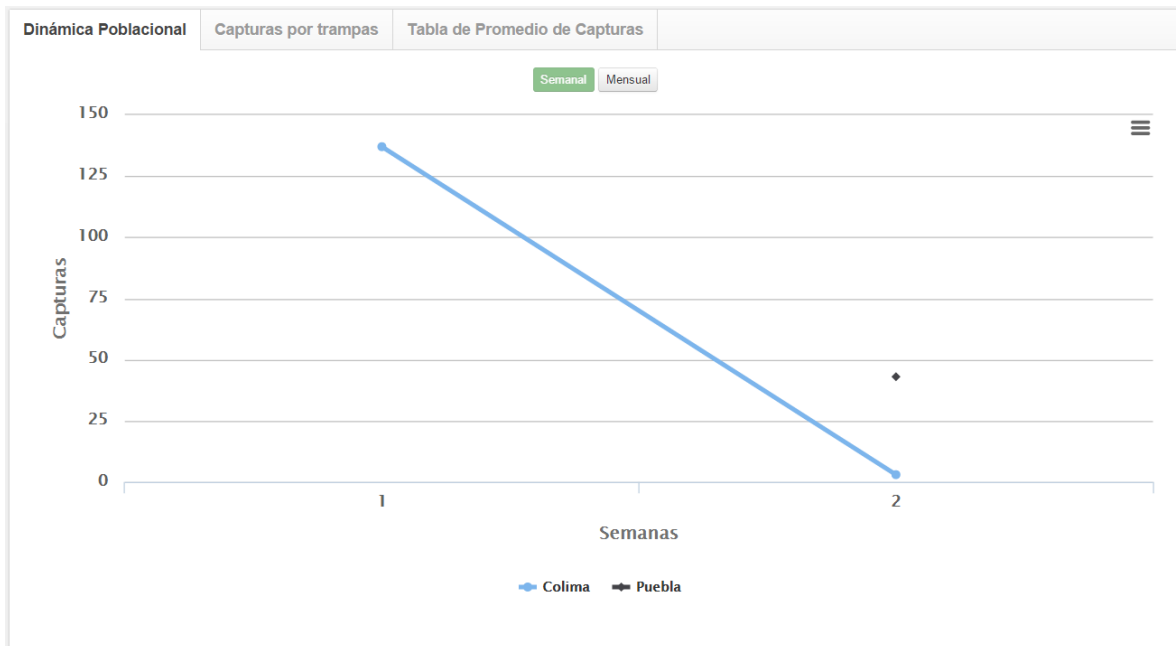 Dinámica Poblacional Capturas por trampas Tabla de Promedio de Capturas
Semanal Mensual
150
125
100
75
50
25
0
Capturas
1 2
Semanas
Colima Puebla